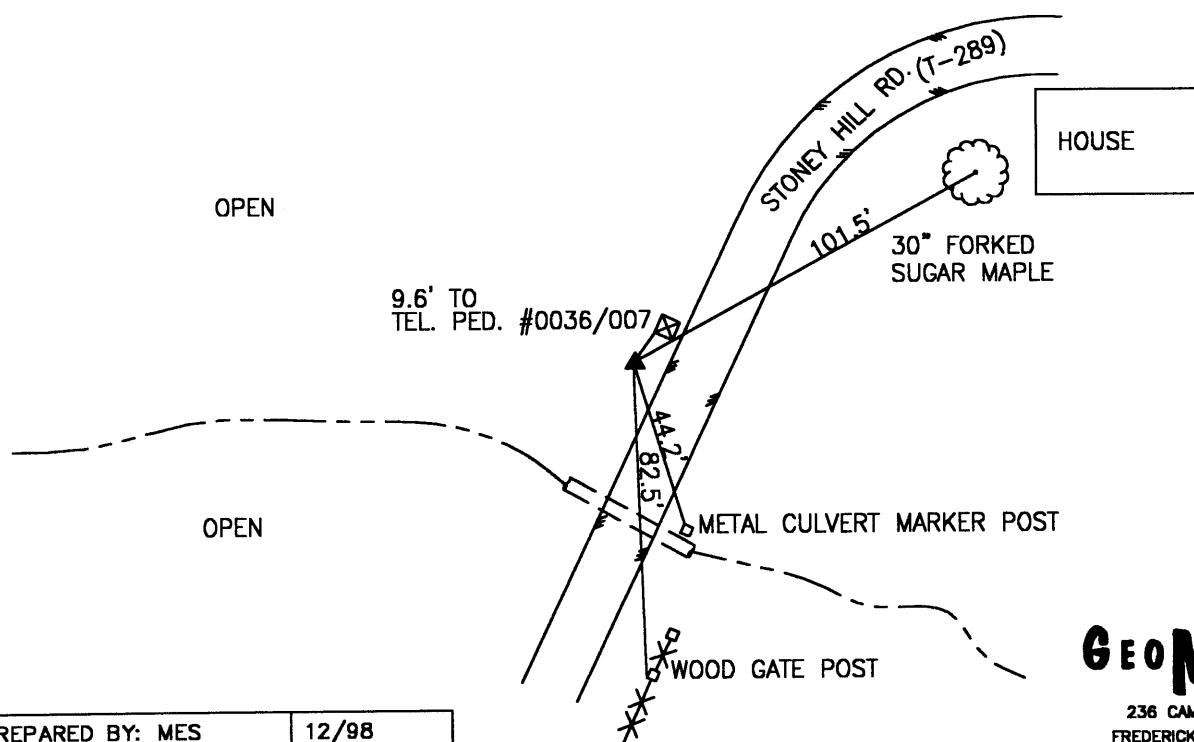 STONEY HILL RD. (T-289)
HOUSE
OPEN
101.5'
30" FORKED
SUGAR MAPLE
9.6' TO
TEL. PED. #0036/007
44.2'
82.5'
METAL CULVERT MARKER POST
OPEN
WOOD GATE POST
PREPARED BY: MES
12/98
236
FREDERICK